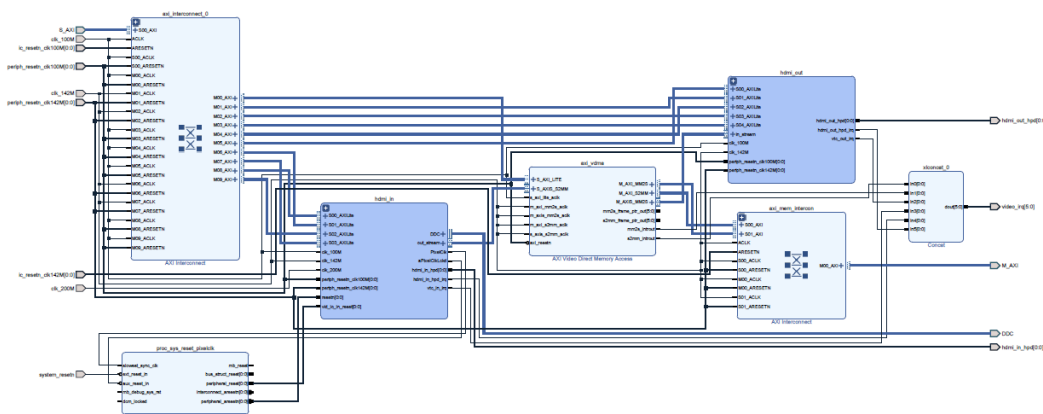 axi_interconnect_0
S_AXI
clk_100M
ic_resetn_clk100M[0:0]
periph_resetn_clk100M[0:0]
clk_142M
periph_resetn_clk142M[0:0]
ic_resetn_clk142M[0:0]
clk_200M
system_resetn
S00_AXI
ACLK
ARESETN
S00_ACLK
S00_ARESETN
M00_ACLK
M00_ARESETN
M01_ACLK
M01_ARESETN
M02_ACLK
M02_ARESETN
M03_ACLK
M03_ARESETN
M04_ACLK
M04_ARESETN
M05_ACLK
M05_ARESETN
M06_ACLK
M06_ARESETN
M07_ACLK
M07_ARESETN
M08_ACLK
M08_ARESETN
M09_ACLK
M09_ARESETN
M00_AXI
M01_AXI
M02_AXI
M03_AXI
M04_AXI
M05_AXI
M06_AXI
M07_AXI
M08_AXI
M09_AXI
AXI Interconnect
hdmi_in
S00_AXILite
S01_AXILite
S02_AXILite
S03_AXILite
clk_100M
clk_142M
clk_200M
periph_resetn_clk100M[0:0]
periph_resetn_clk142M[0:0]
resetn[0:0]
vid_io_in_reset[0:0]
DDC
out_stream
PixelClk
aPixelClkLckd
hdmi_in_hpd[0:0]
hdmi_in_hpd_irq
vtc_in_irq
proc_sys_reset_pixelclk
slowest_sync_clk
ext_reset_in
aux_reset_in
mb_debug_sys_rst
dcm_locked
mb_reset
bus_struct_reset[0:0]
peripheral_reset[0:0]
interconnect_aresetn[0:0]
peripheral_aresetn[0:0]
Processor System Reset
axi_vdma
S_AXI_LITE
S_AXIS_S2MM
s_axi_lite_aclk
m_axi_mm2s_aclk
m_axis_mm2s_aclk
m_axi_s2mm_aclk
s_axis_s2mm_aclk
axi_resetn
M_AXI_MM2S
M_AXI_S2MM
M_AXIS_MM2S
mm2s_frame_ptr_out[5:0]
s2mm_frame_ptr_out[5:0]
mm2s_introut
s2mm_introut
AXI Video Direct Memory Access
hdmi_out
S00_AXILite
S01_AXILite
S02_AXILite
S03_AXILite
S04_AXILite
in_stream
clk_100M
clk_142M
periph_resetn_clk100M[0:0]
periph_resetn_clk142M[0:0]
hdmi_out_hpd[0:0]
hdmi_out_hpd_irq
vtc_out_irq
axi_mem_intercon
S00_AXI
S01_AXI
ACLK
ARESETN
S00_ACLK
S00_ARESETN
M00_ACLK
M00_ARESETN
S01_ACLK
S01_ARESETN
M00_AXI
AXI Interconnect
xlconcat_0
In0[0:0]
In1[0:0]
In2[0:0]
In3[0:0]
In4[0:0]
In5[0:0]
dout[5:0]
Concat
hdmi_out_hpd[0:0
video_irq[5:0]
M_AXI
DDC
hdmi_in_hpd[0:0]